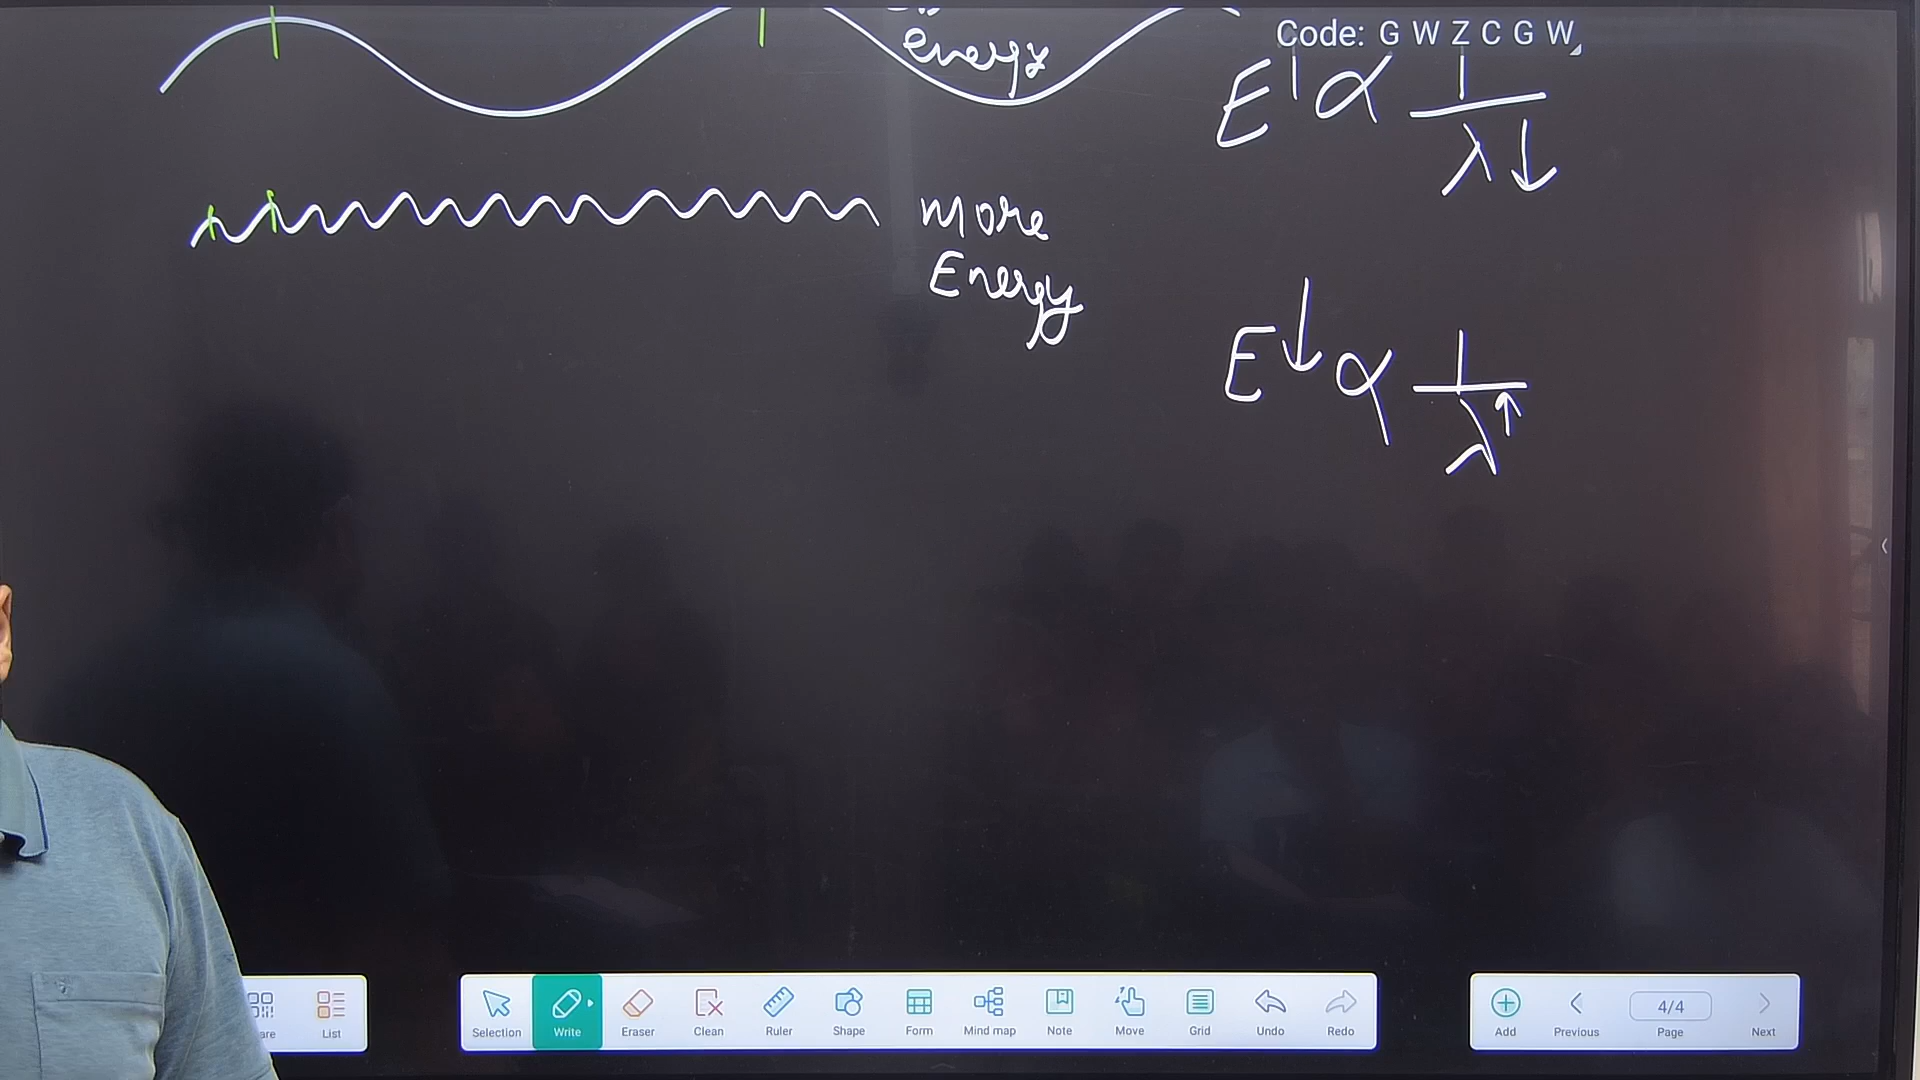 Code: G W Z C G W
energy
E ∝ 1/λ↓
More
Energy
E↓ ∝ 1/λ↑
List
Selection
Write
Eraser
Clean
Ruler
Shape
Form
Mind map
Note
Move
Grid
Undo
Redo
Add
Previous
4/4
Page
Next